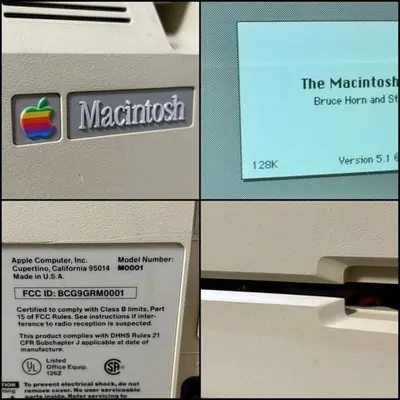 Macintosh
The Macintosh
Bruce Horn and St
128K Version 5.1
Apple Computer, Inc. Model Number:
Cupertino, California 95014 M0001
Made in U.S.A.
FCC ID: BCG9GRM0001
Certified to comply with Class B limits, Part
15 of FCC Rules. See instructions if inter-
ference to radio reception is suspected.
This product complies with DHHS Rules 21
CFR Subchapter J applicable at date of
manufacture.
UL Listed SA
Office Equip.
126Z
To prevent electrical shock, do not
remove cover. No user serviceable
parts inside. Refer servicing to